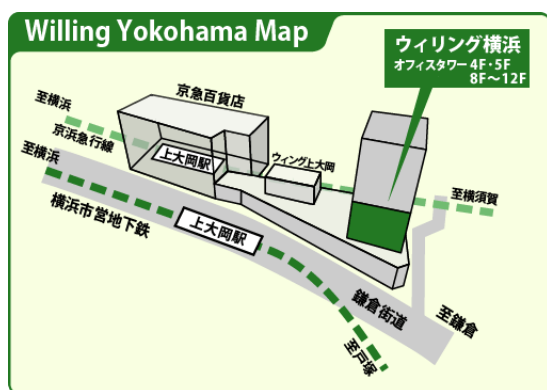 Willing Yokohama Map
ウィリング横浜
オフィスタワー 4F・5F
8F～12F
京急百貨店
至横浜
京浜急行線
上大岡駅
ウィング上大岡
至横須賀
至横浜
横浜市営地下鉄
上大岡駅
鎌倉街道
至鎌倉
至戸塚